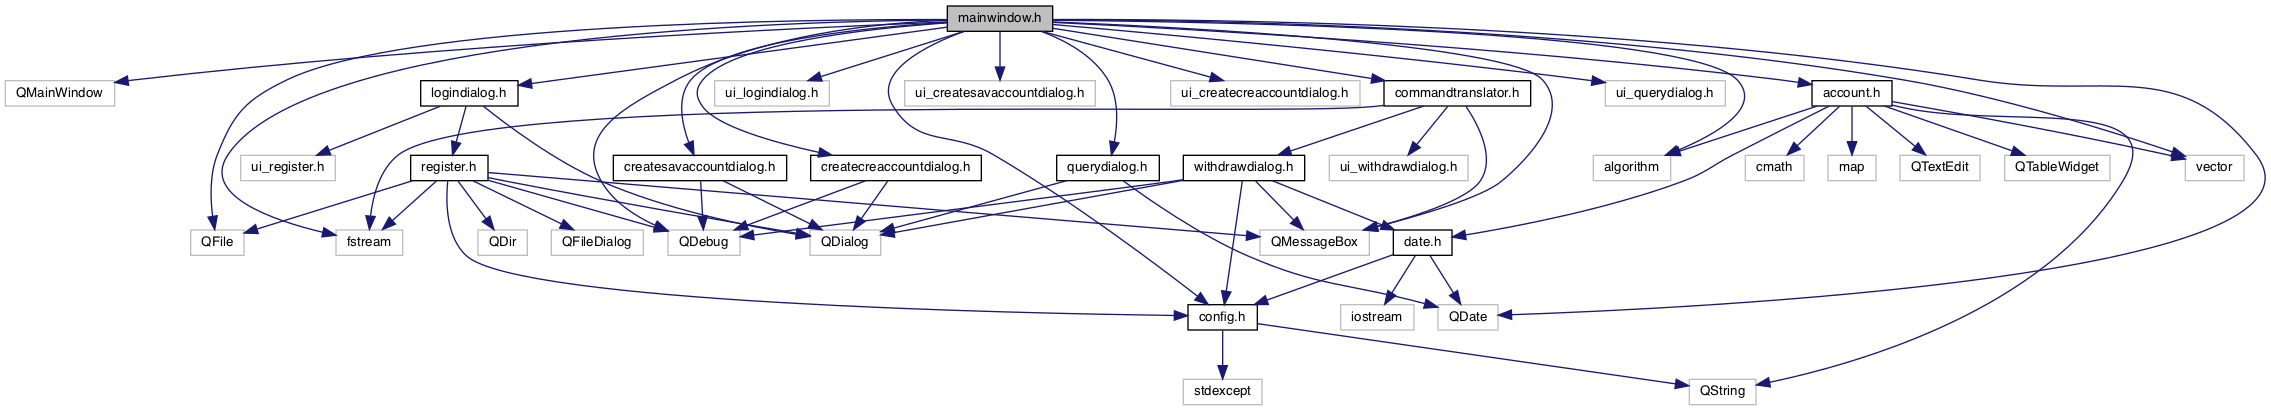 mainwindow.h
QMainWindow
logindialog.h
ui_logindialog.h
ui_createsavaccountdialog.h
ui_createcreaccountdialog.h
commandtranslator.h
ui_querydialog.h
account.h
ui_register.h
register.h
createsavaccountdialog.h
createcreaccountdialog.h
querydialog.h
withdrawdialog.h
ui_withdrawdialog.h
algorithm
cmath
map
QTextEdit
QTableWidget
vector
QFile
fstream
QDir
QFileDialog
QDebug
QDialog
QMessageBox
date.h
config.h
iostream
QDate
stdexcept
QString